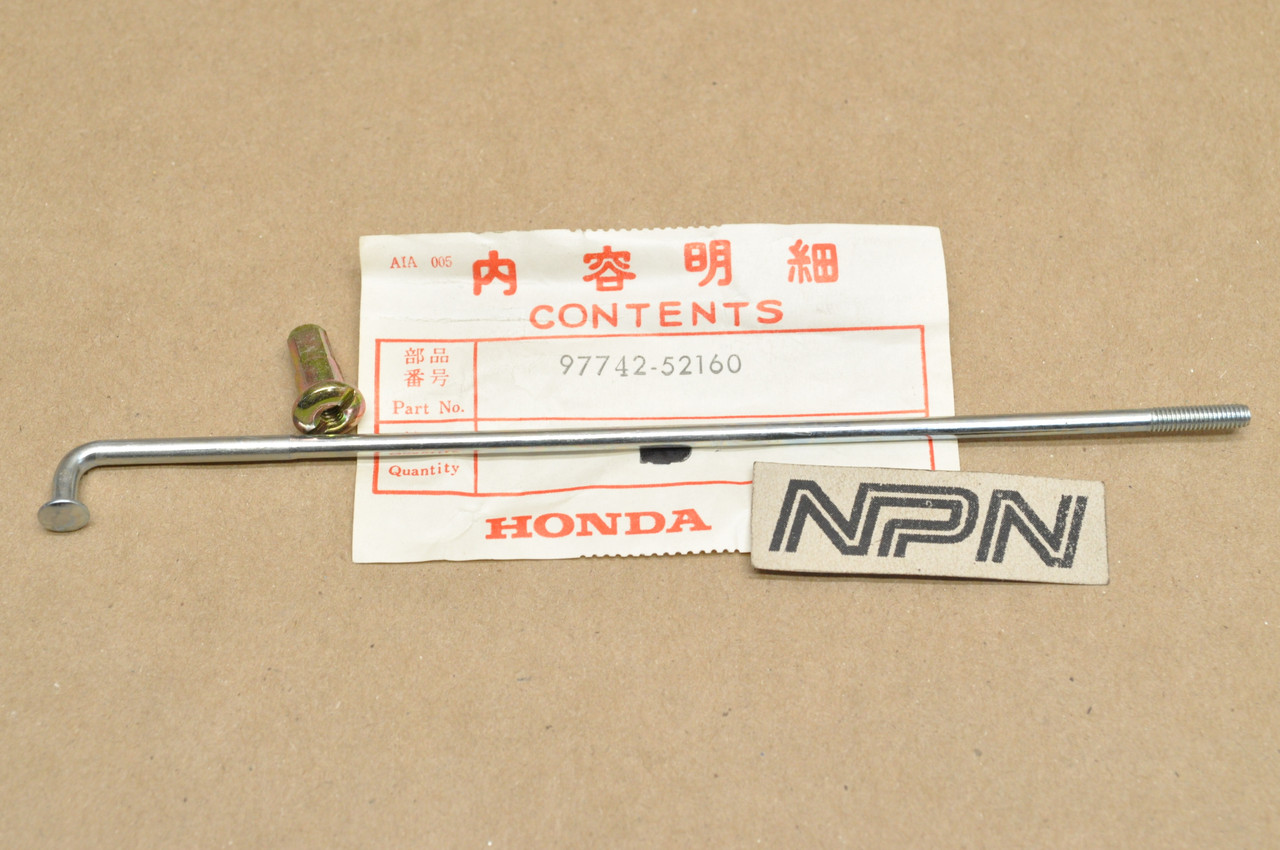 AIA 005
内容明細
CONTENTS
部品
番号
Part No.
97742-52160
Quantity
HONDA
NPN